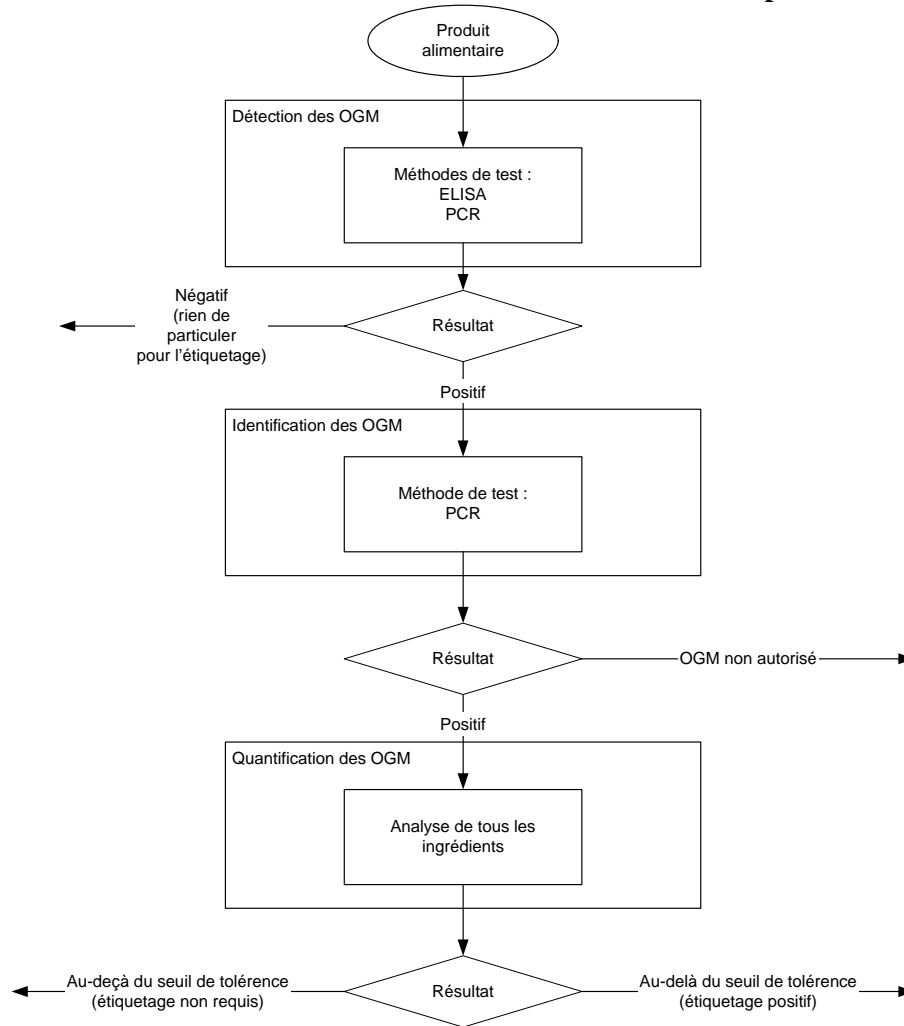 Produit
alimentaire
Détection des OGM
Méthodes de test :
ELISA
PCR
Négatif
(rien de
particuler
pour l'étiquetage)
Résultat
Positif
Identification des OGM
Méthode de test :
PCR
Résultat
OGM non autorisé
Positif
Quantification des OGM
Analyse de tous les
ingrédients
Au-deçà du seuil de tolérence
(étiquetage non requis)
Résultat
Au-delà du seuil de tolérence
(étiquetage positif)